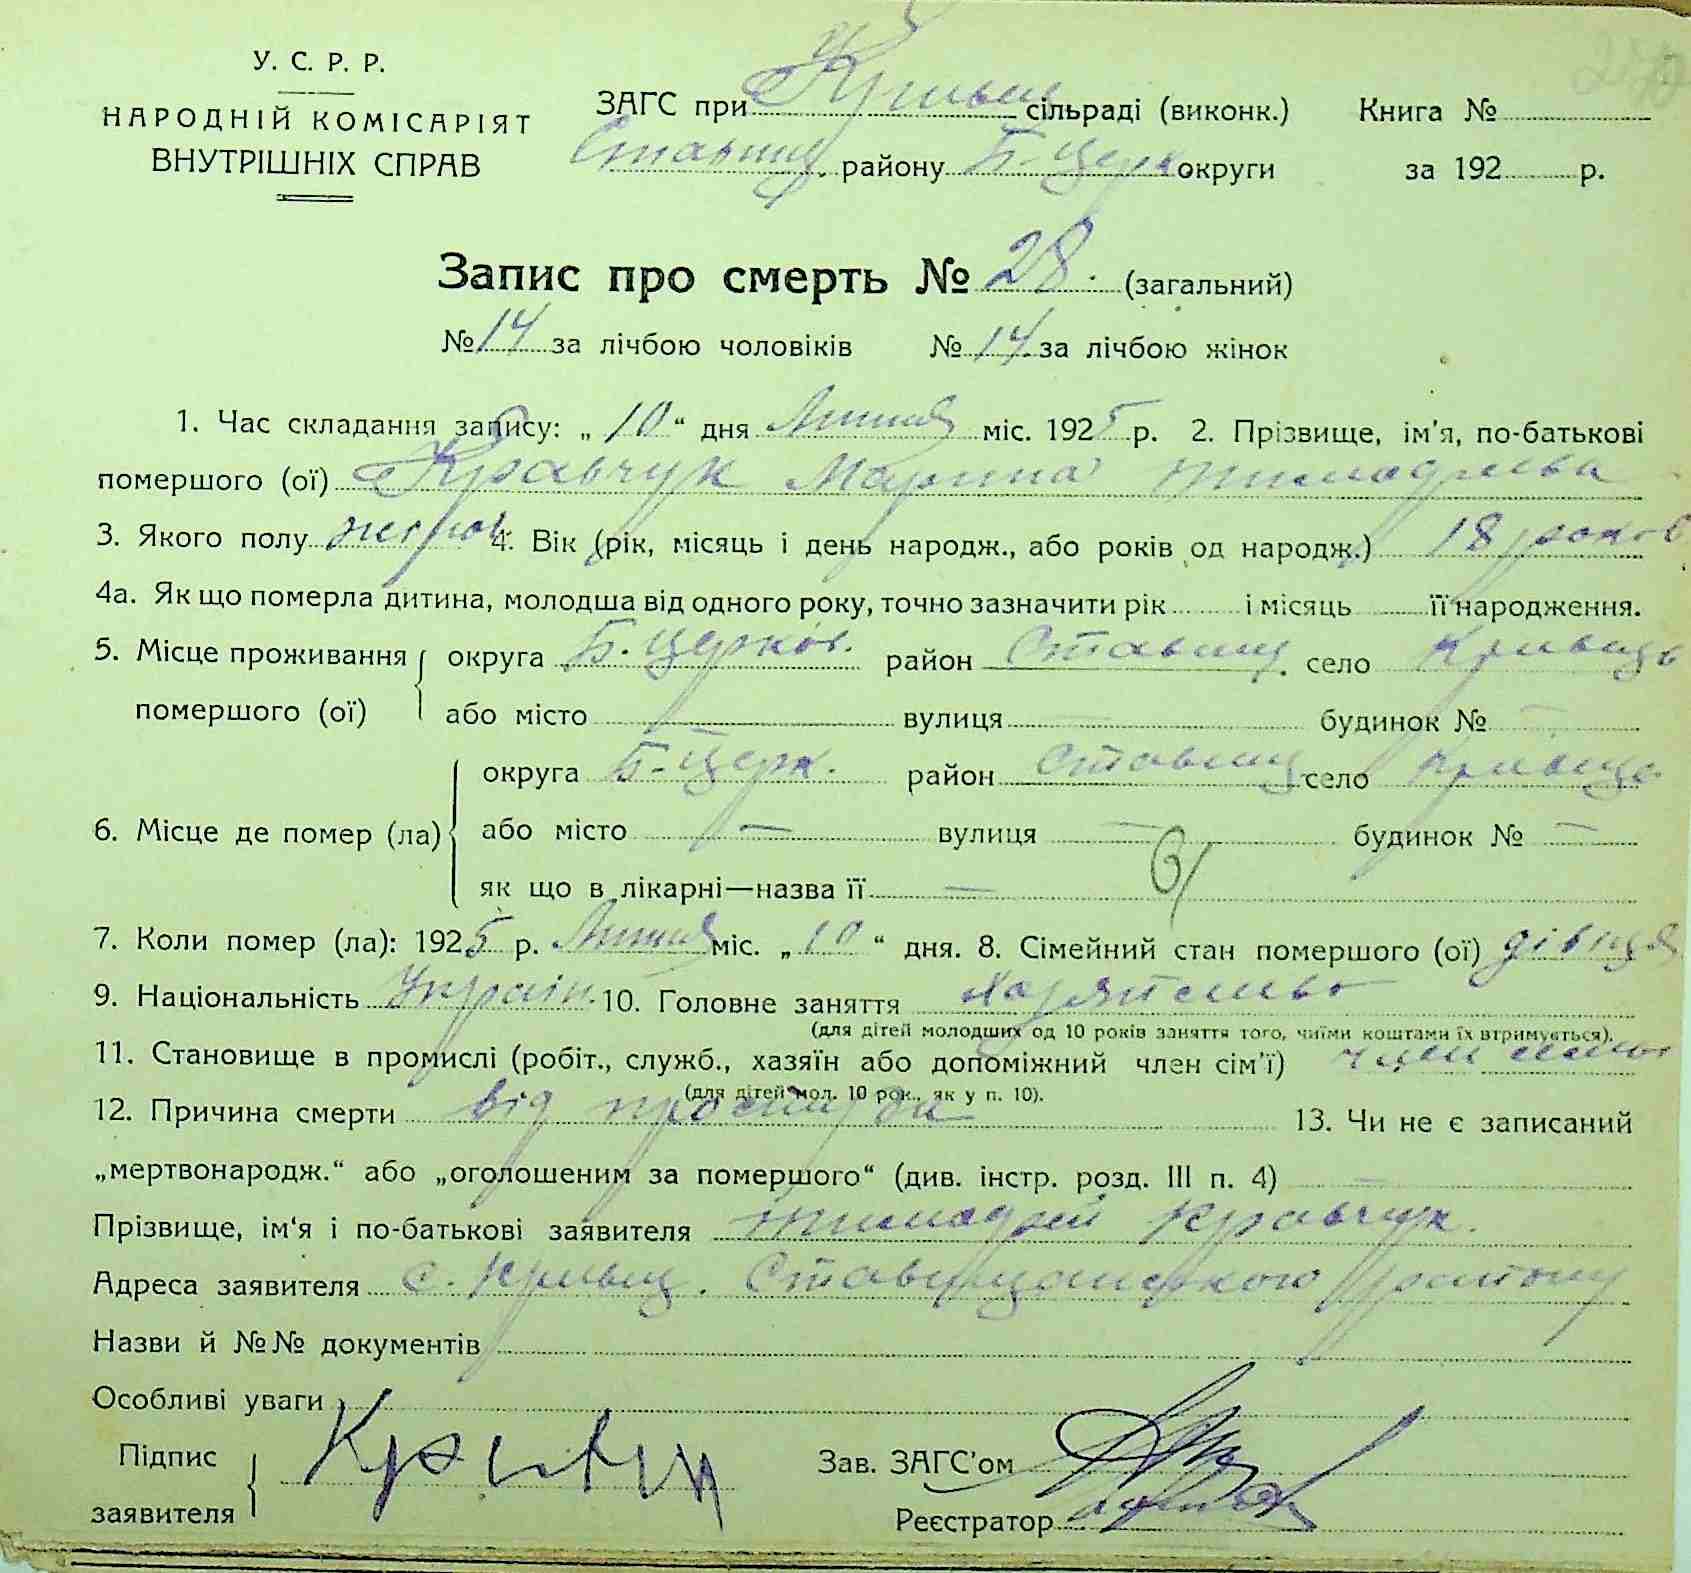 У. С. Р. Р.
НАРОДНІЙ КОМІСАРІЯТ
ВНУТРІШНІХ СПРАВ
ЗАГС при сільраді (виконк.) Книга №
району Б-Церк округи за 192 р.
Запис про смерть № 28. (загальний)
№ 14 за лічбою чоловіків № 14. за лічбою жінок
1. Час складання запису: „ 10 “ дня Липня міс. 1925 р. 2. Прізвище, ім'я, по-батькові
помершого (ої) Кравчук Марина
3. Якого полу 4. Вік (рік, місяць і день народж., або років од народж.) 18 роков
4а. Як що померла дитина, молодша від одного року, точно зазначити рік і місяць її народження.
5. Місце проживання округа Б. Церков. район Ставищ. село Кривець
помершого (ої) або місто — вулиця — будинок № —
округа Б-Церк. район Ставищ село
6. Місце де помер (ла) або місто — вулиця — будинок № —
як що в лікарні—назва її —
7. Коли помер (ла): 1925 р. Липня міс. „ 10 “ дня. 8. Сімейний стан помершого (ої) дівиця
9. Національність Україн. 10. Головне заняття
(для дітей молодших од 10 років заняття того, чиїми коштами їх втримується).
11. Становище в промислі (робіт., служб., хазяїн або допоміжний член сім'ї) член
(для дітей мол. 10 рок., як у п. 10).
12. Причина смерти від простуди 13. Чи не є записаний
„мертвонародж.“ або „оголошеним за помершого“ (див. інстр. розд. III п. 4) —
Прізвище, ім'я і по-батькові заявителя Кравчук.
Адреса заявителя с. Кривец. району
Назви й №№ документів
Особливі уваги
Підпис
заявителя
Зав. ЗАГС'ом
Реєстратор